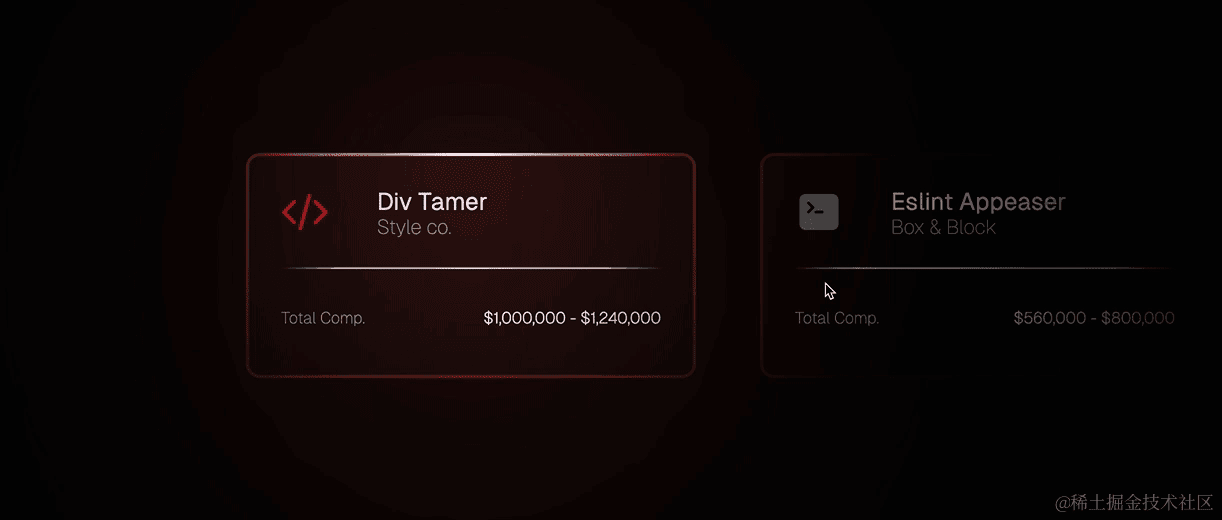 Div Tamer
Style co.
Total Comp.
$1,000,000 - $1,240,000
Eslint Appeaser
Box & Block
Total Comp.
$560,000 - $800,000
@稀土掘金技术社区